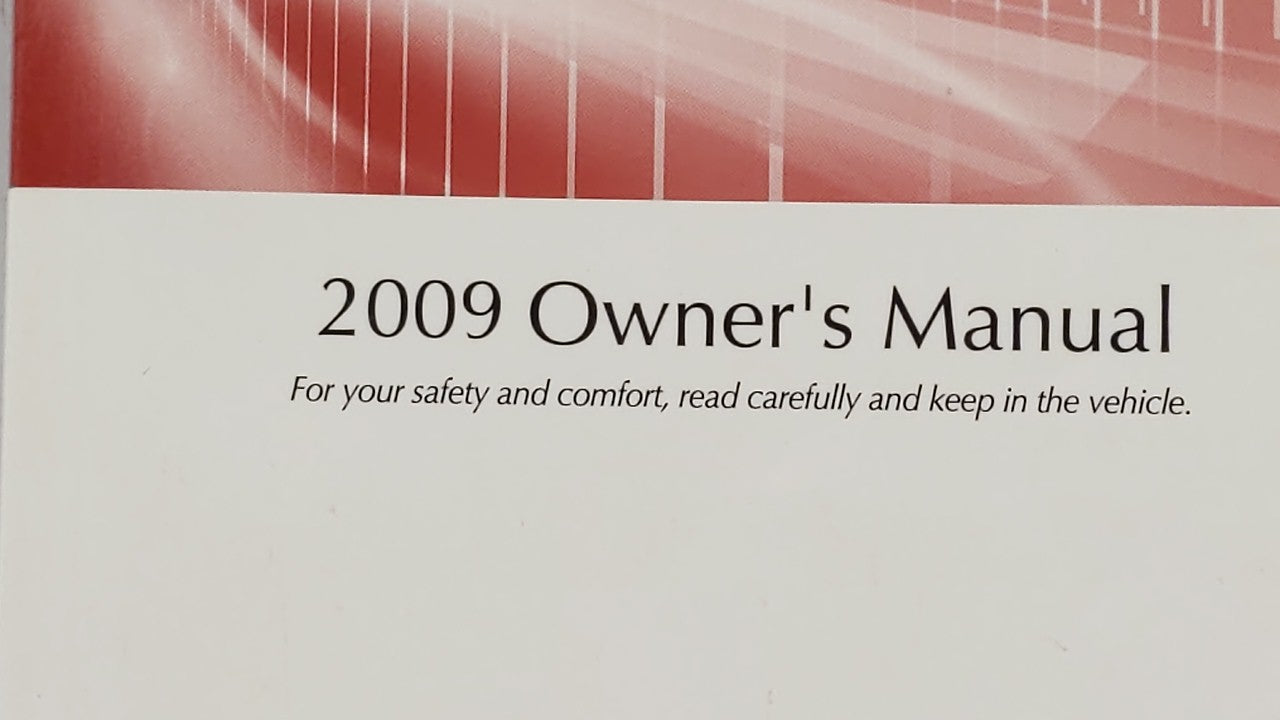 2009 Owner's Manual
For your safety and comfort, read carefully and keep in the vehicle.